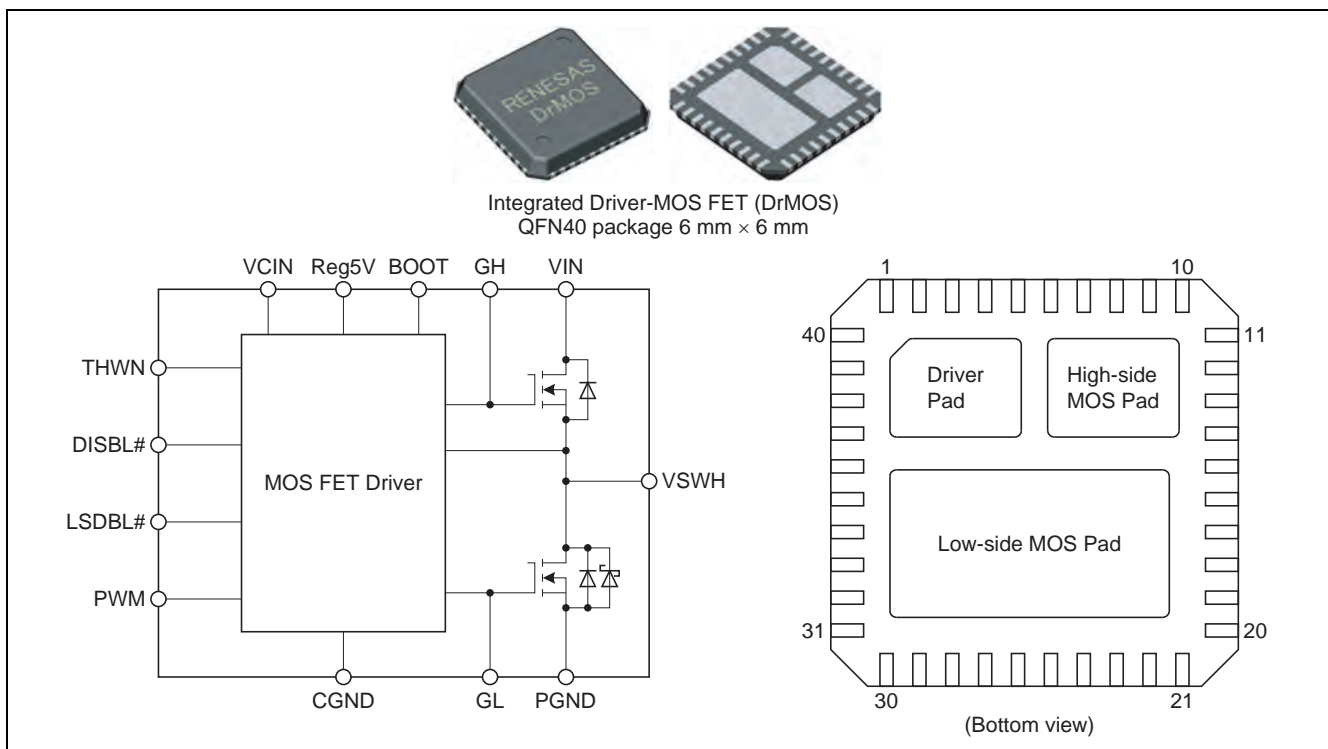 RENESAS
DrMOS
Integrated Driver-MOS FET (DrMOS)
QFN40 package 6 mm × 6 mm
VCIN Reg5V BOOT GH VIN
THWN
DISBL#
LSDBL#
PWM
MOS FET Driver
VSWH
CGND GL PGND
1 10
40 11
Driver
Pad
High-side
MOS Pad
Low-side MOS Pad
31 20
30 21
(Bottom view)